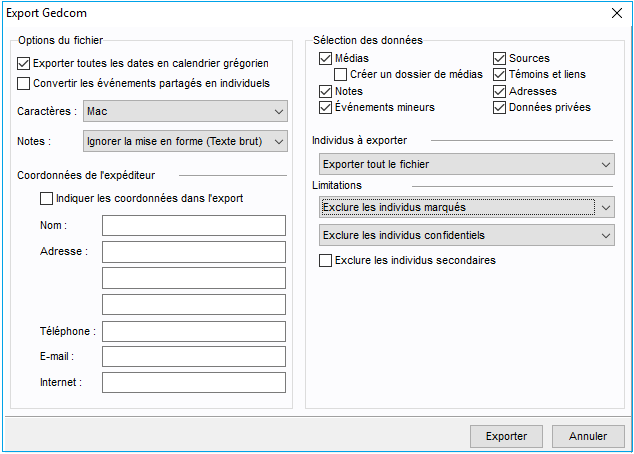 Export Gedcom
Options du fichier
Exporter toutes les dates en calendrier grégorien
Convertir les événements partagés en individuels
Caractères : Mac
Notes : Ignorer la mise en forme (Texte brut)
Coordonnées de l'expéditeur
Indiquer les coordonnées dans l'export
Nom :
Adresse :
Téléphone :
E-mail :
Internet :
Sélection des données
Médias
Sources
Créer un dossier de médias
Témoins et liens
Notes
Adresses
Événements mineurs
Données privées
Individus à exporter
Exporter tout le fichier
Limitations
Exclure les individus marqués
Exclure les individus confidentiels
Exclure les individus secondaires
Exporter
Annuler